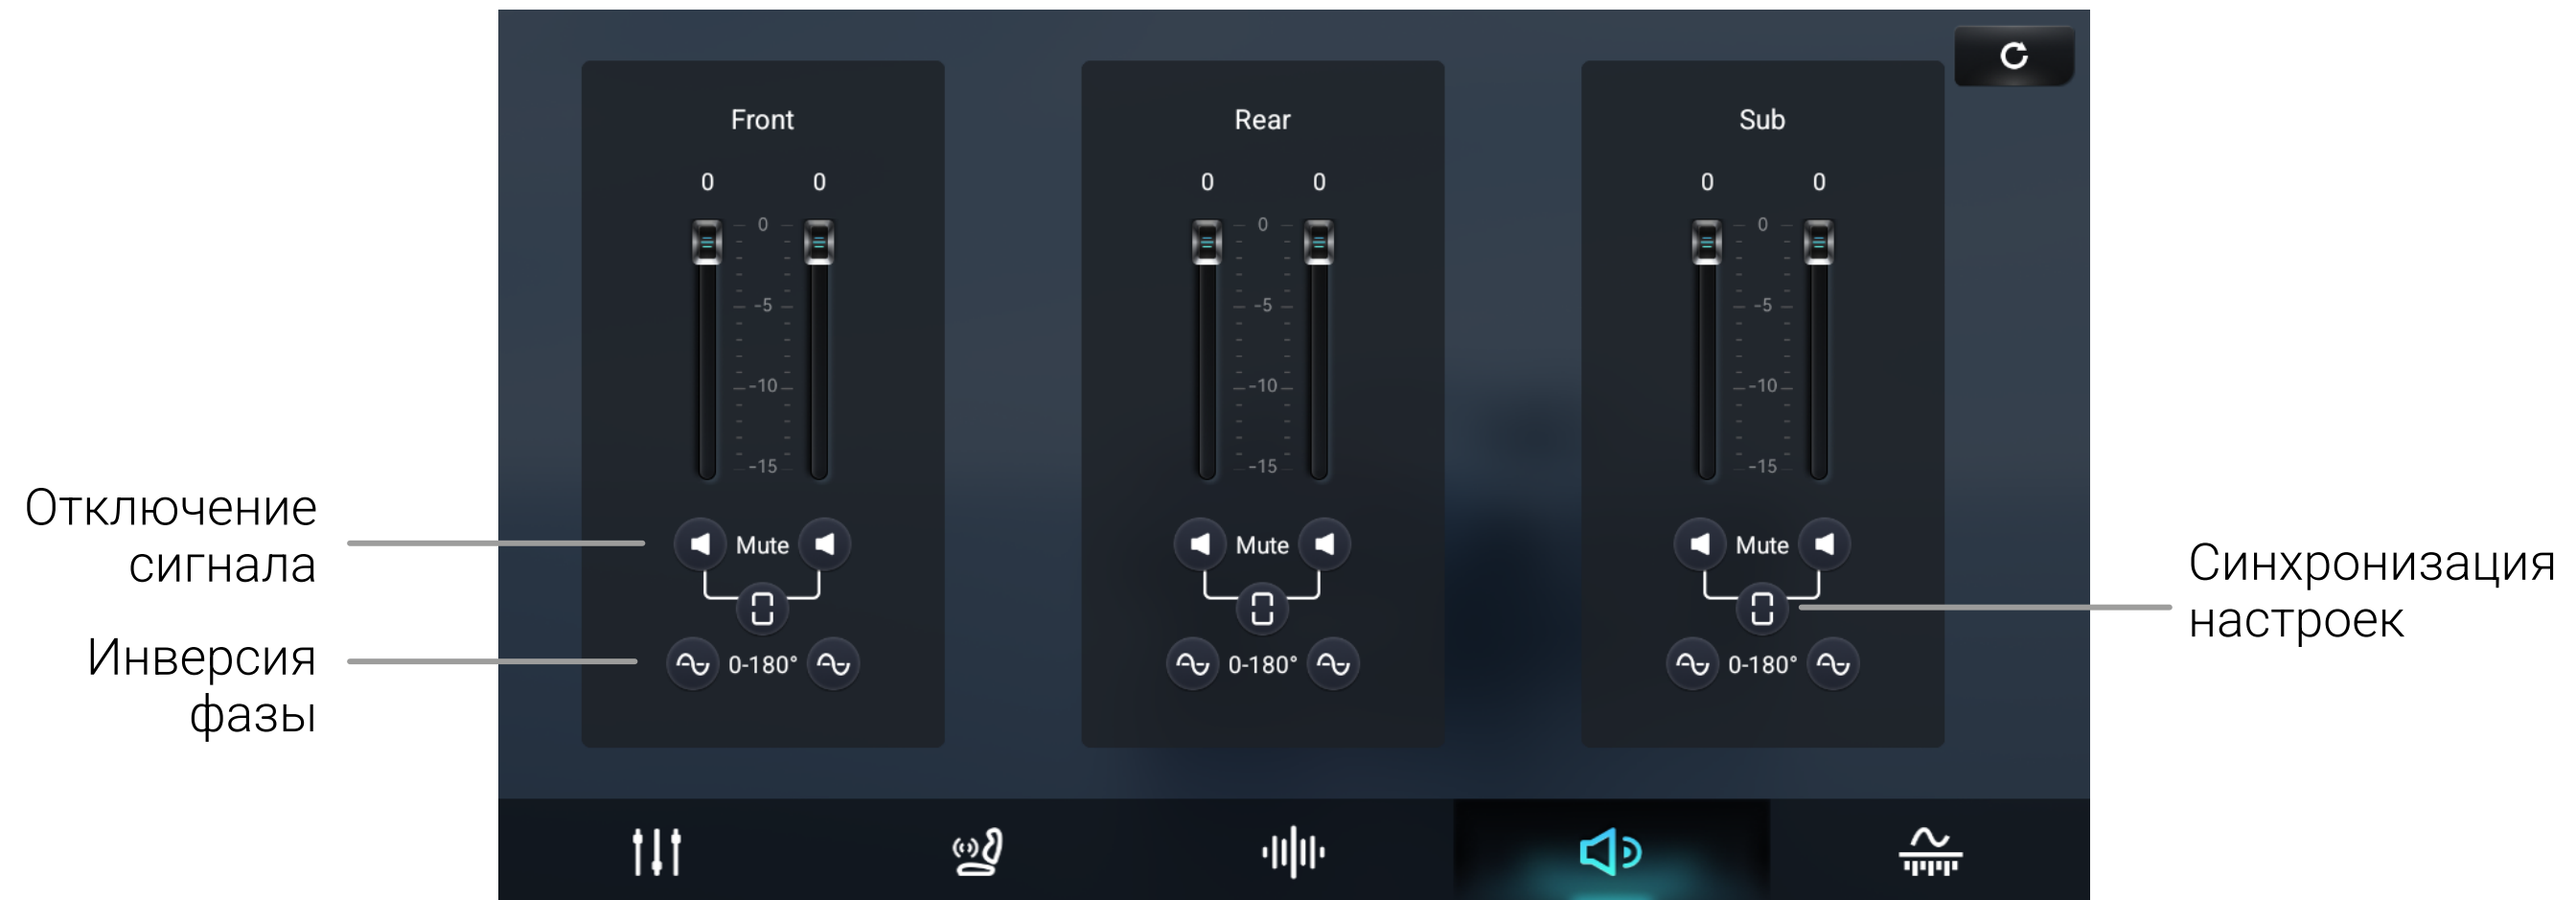 Front
0 0
0
-5
-10
-15
Mute
0-180°
Rear
0 0
0
-5
-10
-15
Mute
0-180°
Sub
0 0
0
-5
-10
-15
Mute
0-180°
Отключение
сигнала
Инверсия
фазы
Синхронизация
настроек